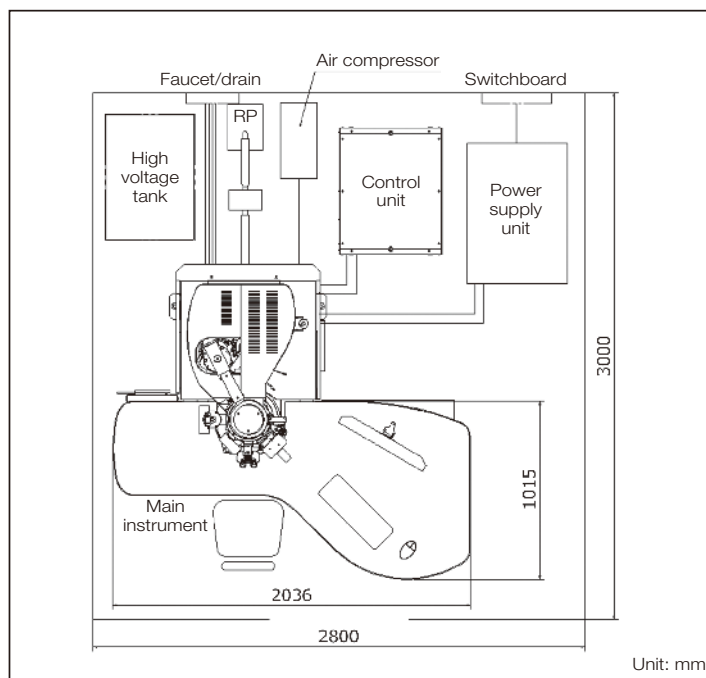 Air compressor
Faucet/drain
Switchboard
RP
High
voltage
tank
Control
unit
Power
supply
unit
3000
1015
Main
instrument
2036
2800
Unit: mm